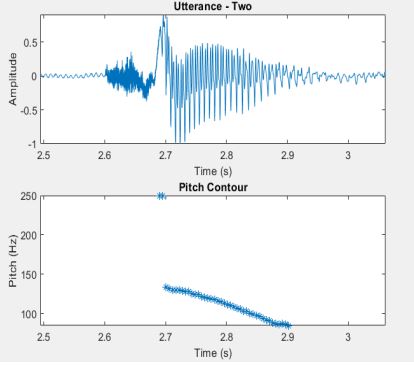 Utterance - Two
Amplitude
0.5
0
-0.5
-1
2.5 2.6 2.7 2.8 2.9 3
Time (s)
Pitch Contour
Pitch (Hz)
250
200
150
100
2.5 2.6 2.7 2.8 2.9 3
Time (s)